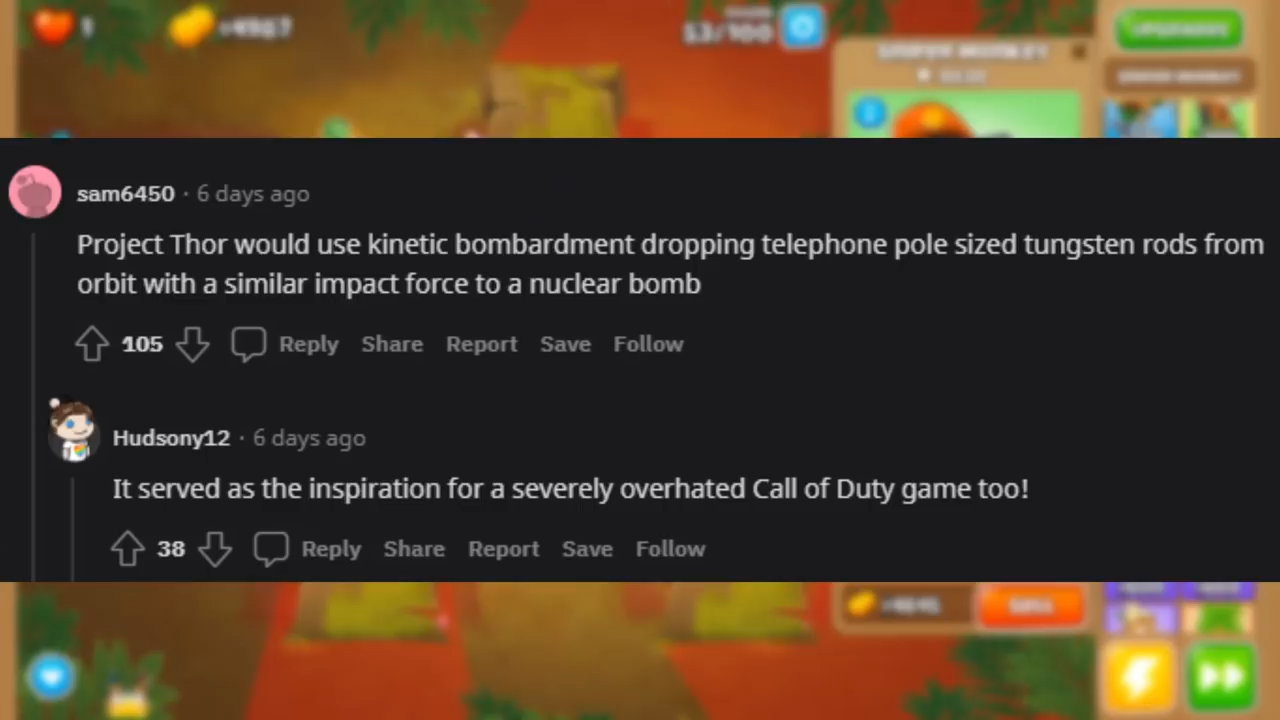 1
sam6450 · 6 days ago
Project Thor would use kinetic bombardment dropping telephone pole sized tungsten rods from
orbit with a similar impact force to a nuclear bomb
105 Reply Share Report Save Follow
Hudsony12 · 6 days ago
It served as the inspiration for a severely overhated Call of Duty game too!
38 Reply Share Report Save Follow